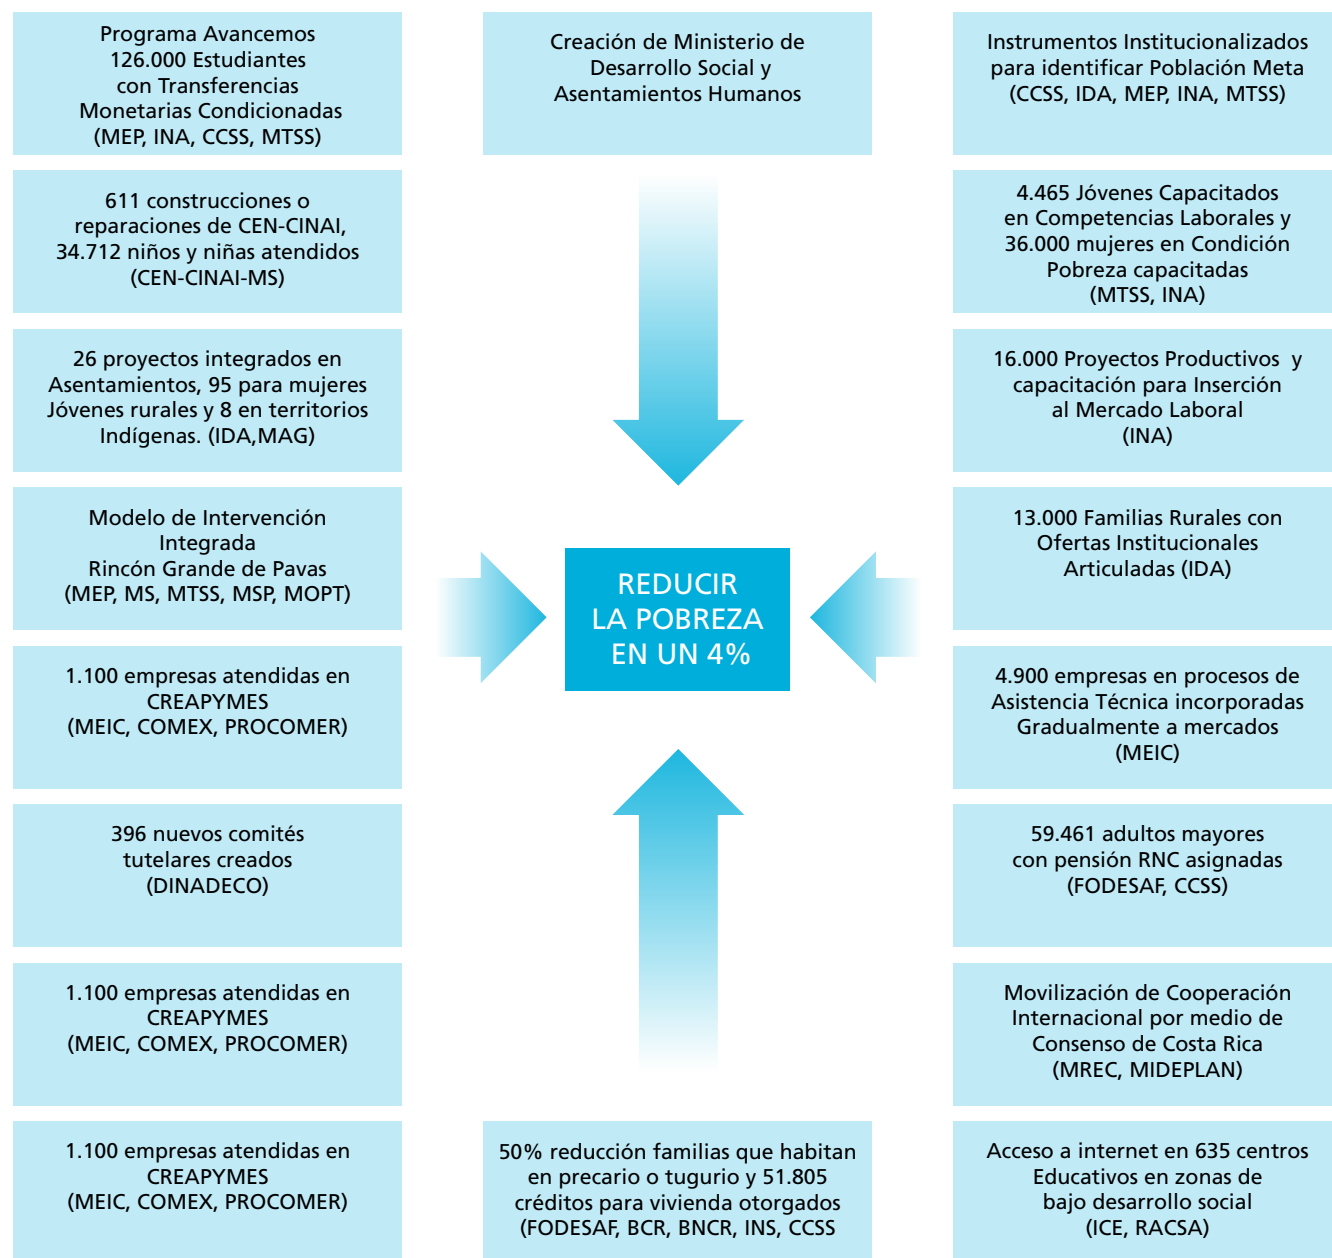 Programa Avancemos
126.000 Estudiantes
con Transferencias
Monetarias Condicionadas
(MEP, INA, CCSS, MTSS)
611 construcciones o
reparaciones de CEN-CINAI,
34.712 niños y niñas atendidos
(CEN-CINAI-MS)
26 proyectos integrados en
Asentamientos, 95 para mujeres
Jóvenes rurales y 8 en territorios
Indígenas. (IDA,MAG)
Modelo de Intervención
Integrada
Rincón Grande de Pavas
(MEP, MS, MTSS, MSP, MOPT)
1.100 empresas atendidas en
CREAPYMES
(MEIC, COMEX, PROCOMER)
396 nuevos comités
tutelares creados
(DINADECO)
1.100 empresas atendidas en
CREAPYMES
(MEIC, COMEX, PROCOMER)
1.100 empresas atendidas en
CREAPYMES
(MEIC, COMEX, PROCOMER)
Creación de Ministerio de
Desarrollo Social y
Asentamientos Humanos
REDUCIR
LA POBREZA
EN UN 4%
50% reducción familias que habitan
en precario o tugurio y 51.805
créditos para vivienda otorgados
(FODESAF, BCR, BNCR, INS, CCSS
Instrumentos Institucionalizados
para identificar Población Meta
(CCSS, IDA, MEP, INA, MTSS)
4.465 Jóvenes Capacitados
en Competencias Laborales y
36.000 mujeres en Condición
Pobreza capacitadas
(MTSS, INA)
16.000 Proyectos Productivos y
capacitación para Inserción
al Mercado Laboral
(INA)
13.000 Familias Rurales con
Ofertas Institucionales
Articuladas (IDA)
4.900 empresas en procesos de
Asistencia Técnica incorporadas
Gradualmente a mercados
(MEIC)
59.461 adultos mayores
con pensión RNC asignadas
(FODESAF, CCSS)
Movilización de Cooperación
Internacional por medio de
Consenso de Costa Rica
(MREC, MIDEPLAN)
Acceso a internet en 635 centros
Educativos en zonas de
bajo desarrollo social
(ICE, RACSA)